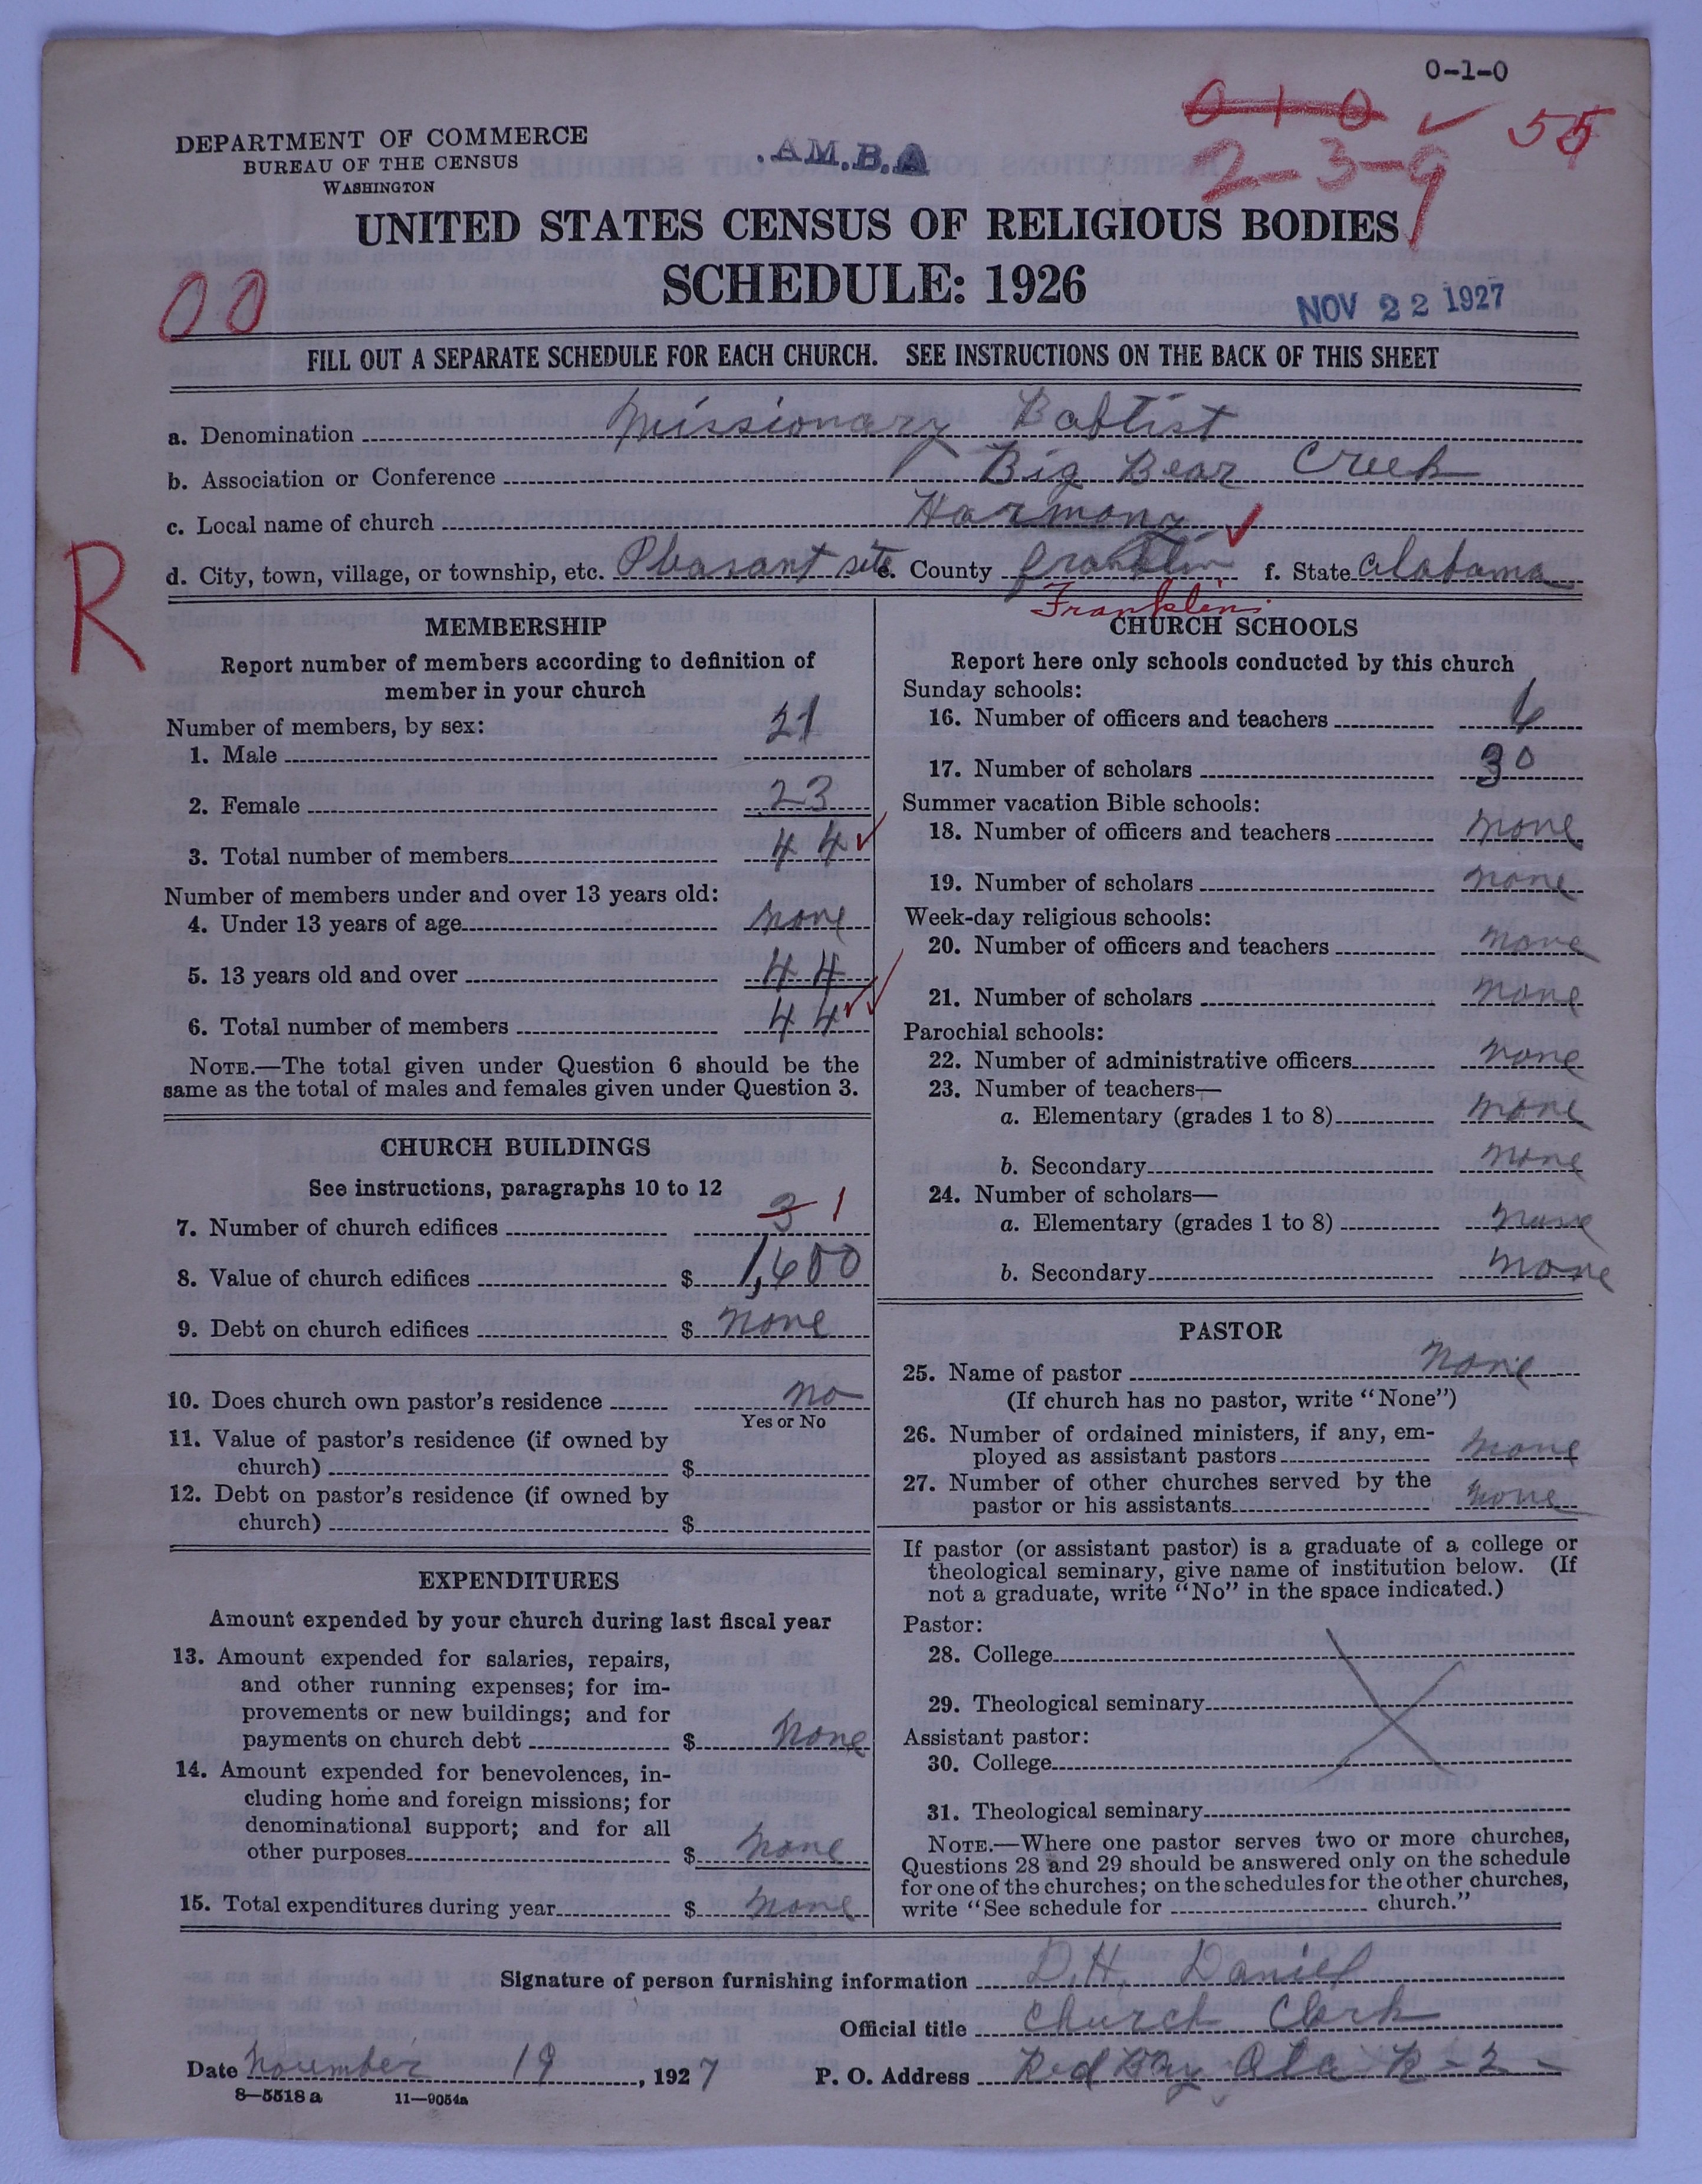 0-1-0
0 1 0 ✓ 55
DEPARTMENT OF COMMERCE
BUREAU OF THE CENSUS
WASHINGTON
.AM.B.A
2-3-9
UNITED STATES CENSUS OF RELIGIOUS BODIES
SCHEDULE: 1926
00
NOV 22 1927
FILL OUT A SEPARATE SCHEDULE FOR EACH CHURCH. SEE INSTRUCTIONS ON THE BACK OF THIS SHEET
a. Denomination Missionary Babtist
b. Association or Conference Big Bear Creek
c. Local name of church Harmony ✓
d. City, town, village, or township, etc. Pleasant site e. County franklin f. State alabama
R
Franklin
MEMBERSHIP
Report number of members according to definition of
member in your church
Number of members, by sex:
1. Male 21
2. Female 23
3. Total number of members 44 ✓
Number of members under and over 13 years old:
4. Under 13 years of age none
5. 13 years old and over 44
6. Total number of members 44 ✓✓
NOTE.—The total given under Question 6 should be the
same as the total of males and females given under Question 3.
CHURCH BUILDINGS
See instructions, paragraphs 10 to 12
7. Number of church edifices 3 1
8. Value of church edifices $
9. Debt on church edifices $ none
10. Does church own pastor's residence no
Yes or No
11. Value of pastor's residence (if owned by
church) $
12. Debt on pastor's residence (if owned by
church) $
EXPENDITURES
Amount expended by your church during last fiscal year
13. Amount expended for salaries, repairs,
and other running expenses; for im-
provements or new buildings; and for
payments on church debt $ none
14. Amount expended for benevolences, in-
cluding home and foreign missions; for
denominational support; and for all
other purposes $ none
15. Total expenditures during year $ none
CHURCH SCHOOLS
Report here only schools conducted by this church
Sunday schools:
16. Number of officers and teachers
17. Number of scholars 30
Summer vacation Bible schools:
18. Number of officers and teachers none
19. Number of scholars none
Week-day religious schools:
20. Number of officers and teachers none
21. Number of scholars none
Parochial schools:
22. Number of administrative officers none
23. Number of teachers—
a. Elementary (grades 1 to 8) none
b. Secondary none
24. Number of scholars—
a. Elementary (grades 1 to 8) none
b. Secondary none
PASTOR
25. Name of pastor none
(If church has no pastor, write "None")
26. Number of ordained ministers, if any, em-
ployed as assistant pastors none
27. Number of other churches served by the
pastor or his assistants none
If pastor (or assistant pastor) is a graduate of a college or
theological seminary, give name of institution below. (If
not a graduate, write "No" in the space indicated.)
Pastor:
28. College
29. Theological seminary
Assistant pastor:
30. College
31. Theological seminary
NOTE.—Where one pastor serves two or more churches,
Questions 28 and 29 should be answered only on the schedule
for one of the churches; on the schedules for the other churches,
write "See schedule for church."
Signature of person furnishing information D.H. Daniel
Official title Church Clerk
Date November 19, 1927 P. O. Address Red Bay Ala R-2-
8—5518 a 11—9054a